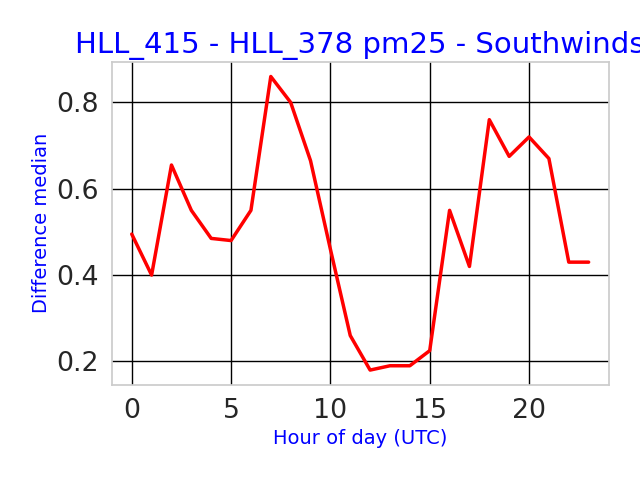 HLL_415 - HLL_378 pm25 - Southwinds
Difference median
0.8
0.6
0.4
0.2
0 5 10 15 20
Hour of day (UTC)